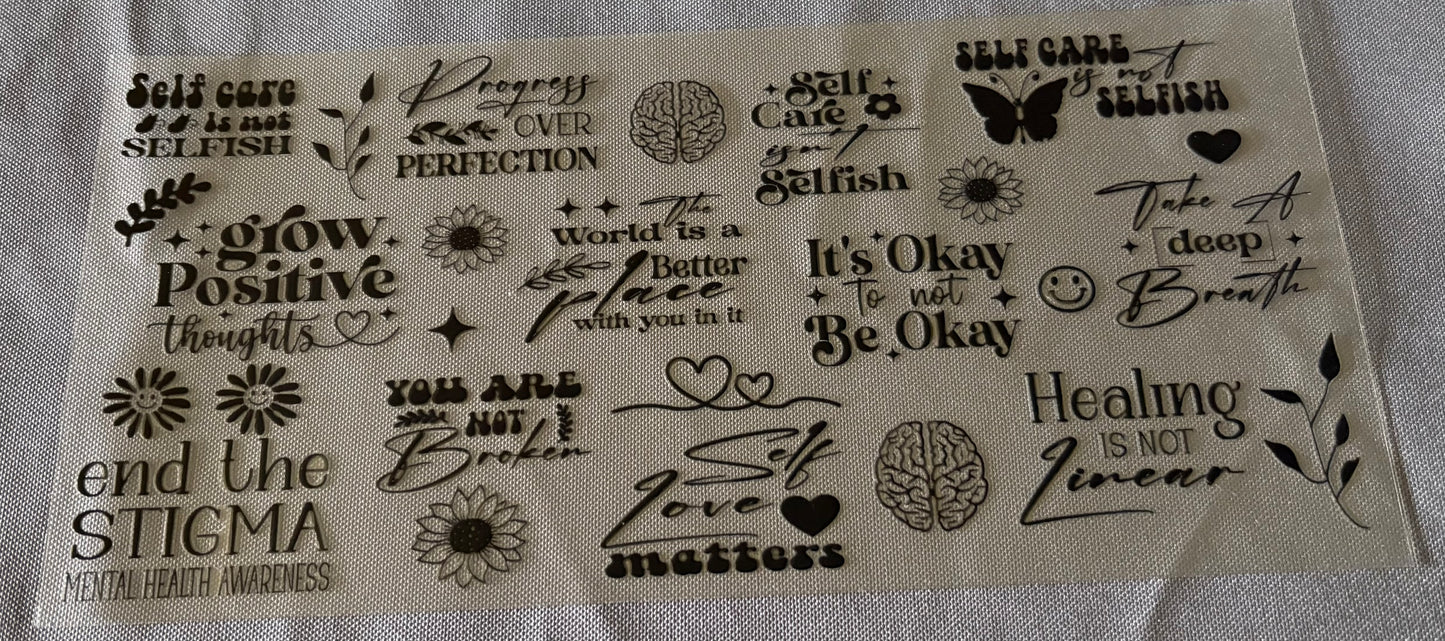 Self care
is not
SELFISH
Progress
OVER
PERFECTION
Self
Care
isn't
Selfish
SELF CARE
is not
SELFISH
grow
Positive
thoughts
The
World is a
Better
place
with you in it
It's Okay
To not
Be Okay
Take A
deep
Breath
end the
STIGMA
MENTAL HEALTH AWARENESS
YOU ARE
NOT
Broken
Self
Love
matters
Healing
IS NOT
Linear